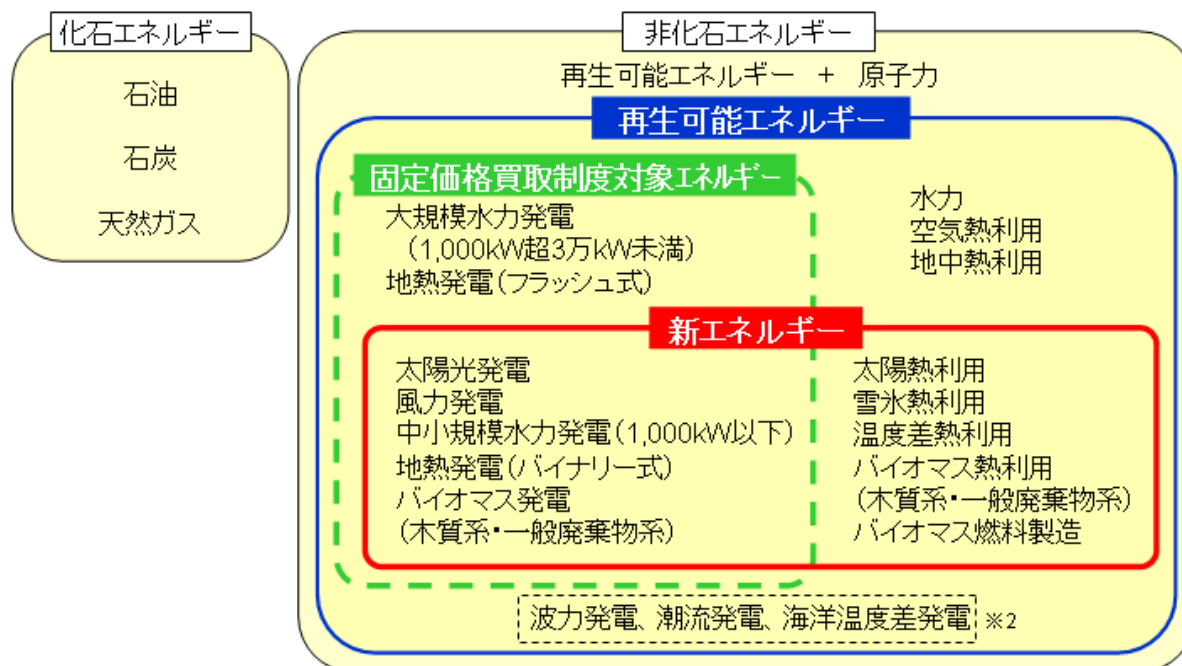 化石エネルギー
石油
石炭
天然ガス
非化石エネルギー
再生可能エネルギー + 原子力
再生可能エネルギー
固定価格買取制度対象エネルギー
大規模水力発電
(1,000kW超3万kW未満)
地熱発電(フラッシュ式)
水力
空気熱利用
地中熱利用
新エネルギー
太陽光発電
風力発電
中小規模水力発電(1,000kW以下)
地熱発電(バイナリー式)
バイオマス発電
(木質系・一般廃棄物系)
太陽熱利用
雪氷熱利用
温度差熱利用
バイオマス熱利用
(木質系・一般廃棄物系)
バイオマス燃料製造
波力発電、潮流発電、海洋温度差発電 ※2